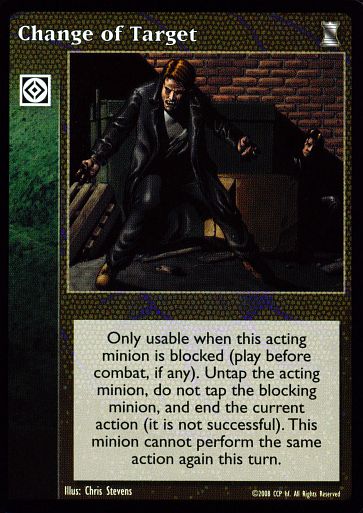 Change of Target
Only usable when this acting
minion is blocked (play before
combat, if any). Untap the acting
minion, do not tap the blocking
minion, and end the current
action (it is not successful). This
minion cannot perform the same
action again this turn.
Illus: Chris Stevens
©2008 CCP hf. All Rights Reserved